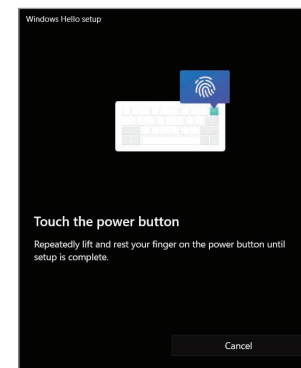 Windows Hello setup
Touch the power button
Repeatedly lift and rest your finger on the power button until
setup is complete.
Cancel